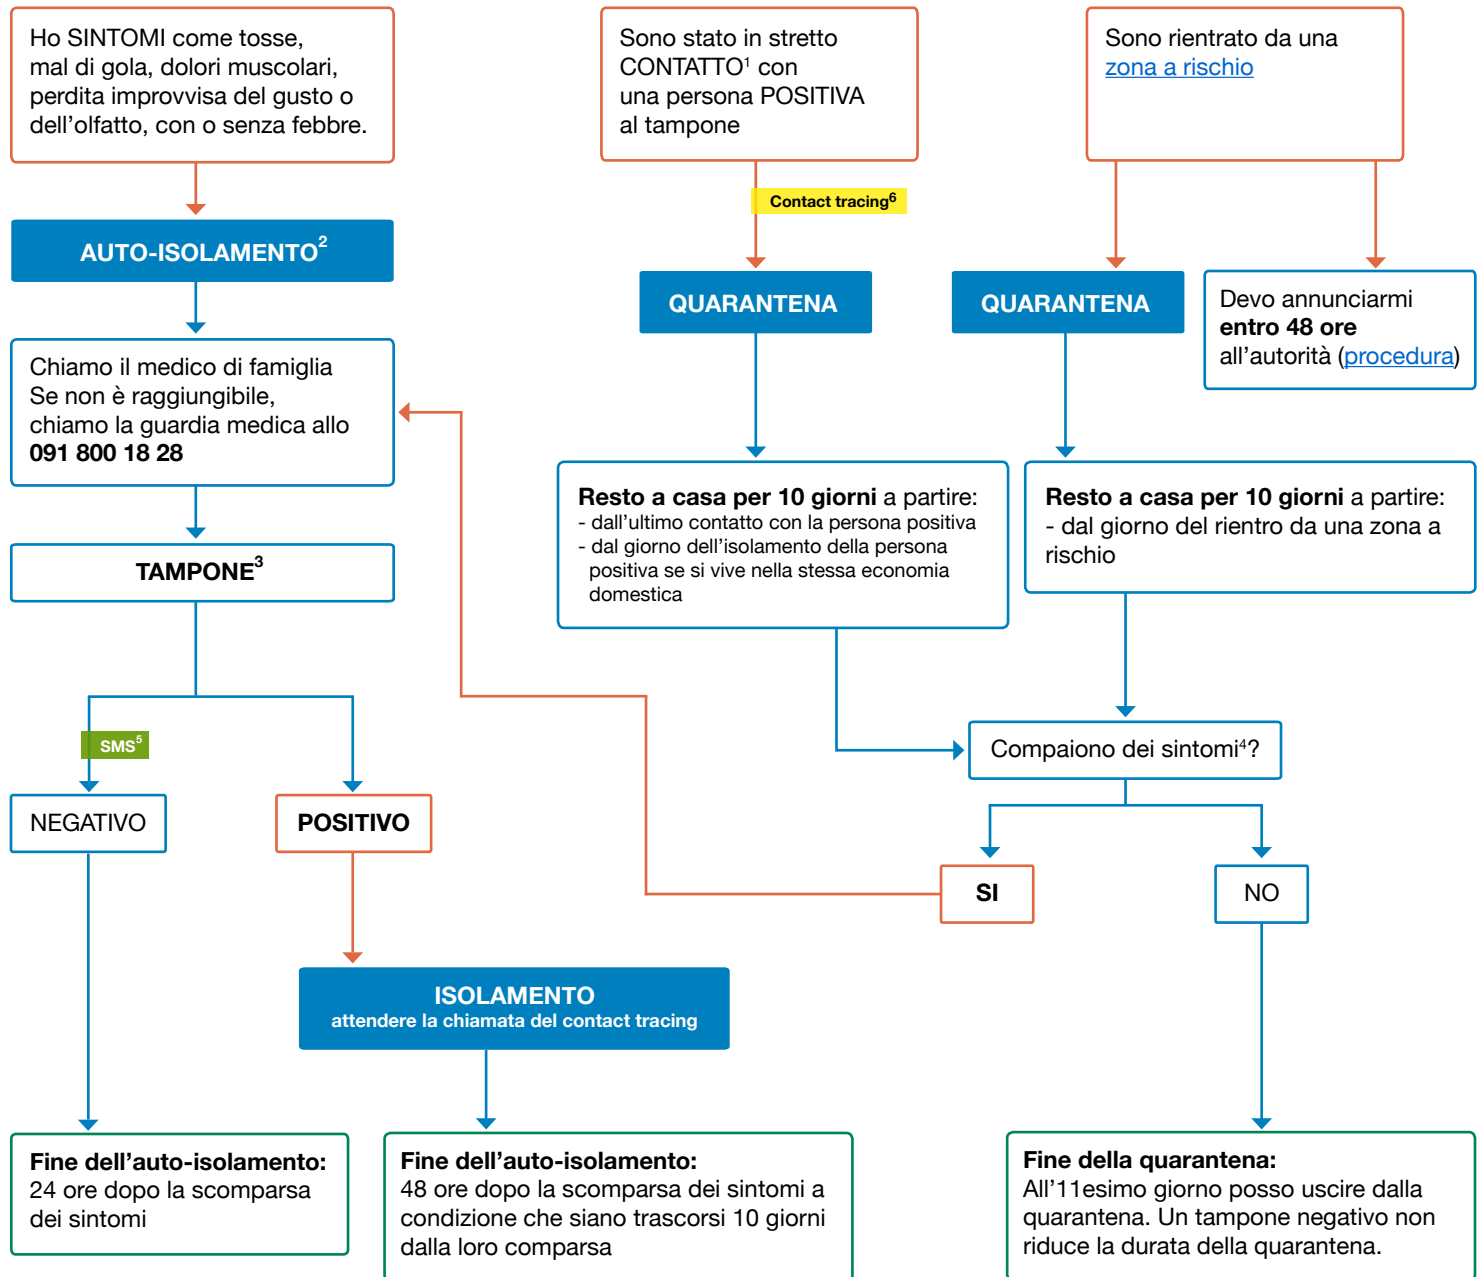 Ho SINTOMI come tosse,
mal di gola, dolori muscolari,
perdita improvvisa del gusto o
dell'olfatto, con o senza febbre.
Sono stato in stretto
CONTATTO¹ con
una persona POSITIVA
al tampone
Sono rientrato da una
zona a rischio
Contact tracing⁶
AUTO-ISOLAMENTO²
QUARANTENA
QUARANTENA
Devo annunciarmi
entro 48 ore
all'autorità (procedura)
Chiamo il medico di famiglia
Se non è raggiungibile,
chiamo la guardia medica allo
091 800 18 28
Resto a casa per 10 giorni a partire:
- dall'ultimo contatto con la persona positiva
- dal giorno dell'isolamento della persona
positiva se si vive nella stessa economia
domestica
Resto a casa per 10 giorni a partire:
- dal giorno del rientro da una zona a
rischio
TAMPONE³
SMS⁵
Compaiono dei sintomi⁴?
NEGATIVO
POSITIVO
SI
NO
ISOLAMENTO
attendere la chiamata del contact tracing
Fine dell'auto-isolamento:
24 ore dopo la scomparsa
dei sintomi
Fine dell'auto-isolamento:
48 ore dopo la scomparsa dei sintomi a
condizione che siano trascorsi 10 giorni
dalla loro comparsa
Fine della quarantena:
All'11esimo giorno posso uscire dalla
quarantena. Un tampone negativo non
riduce la durata della quarantena.